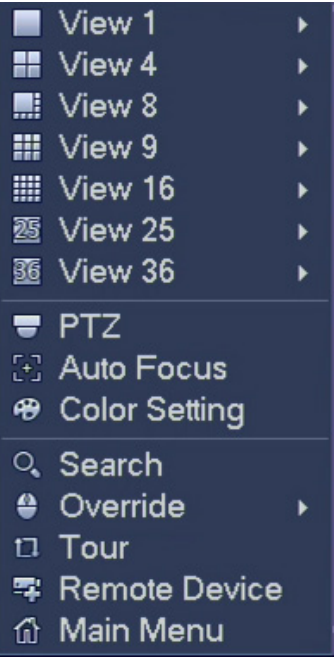 View 1
View 4
View 8
View 9
View 16
25 View 25
36 View 36
PTZ
Auto Focus
Color Setting
Search
Override
Tour
Remote Device
Main Menu